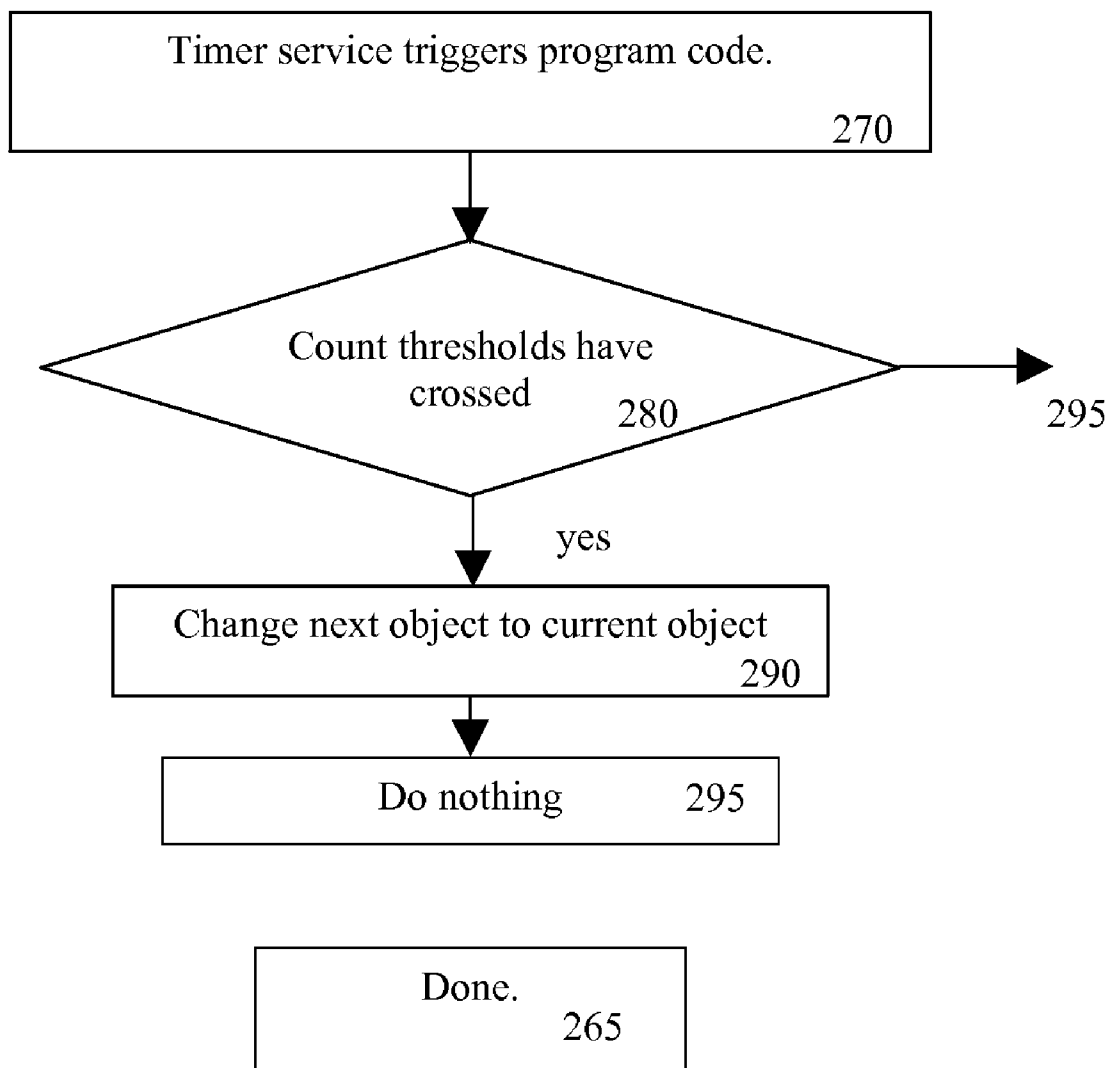 Timer service triggers program code.
270
Count thresholds have
crossed
280
295
yes
Change next object to current object
290
Do nothing 295
Done.
265